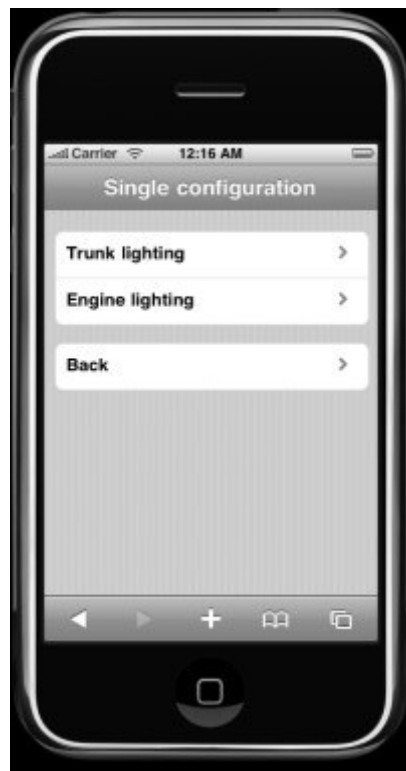 Carrier 12:16 AM
Single configuration
Trunk lighting
Engine lighting
Back